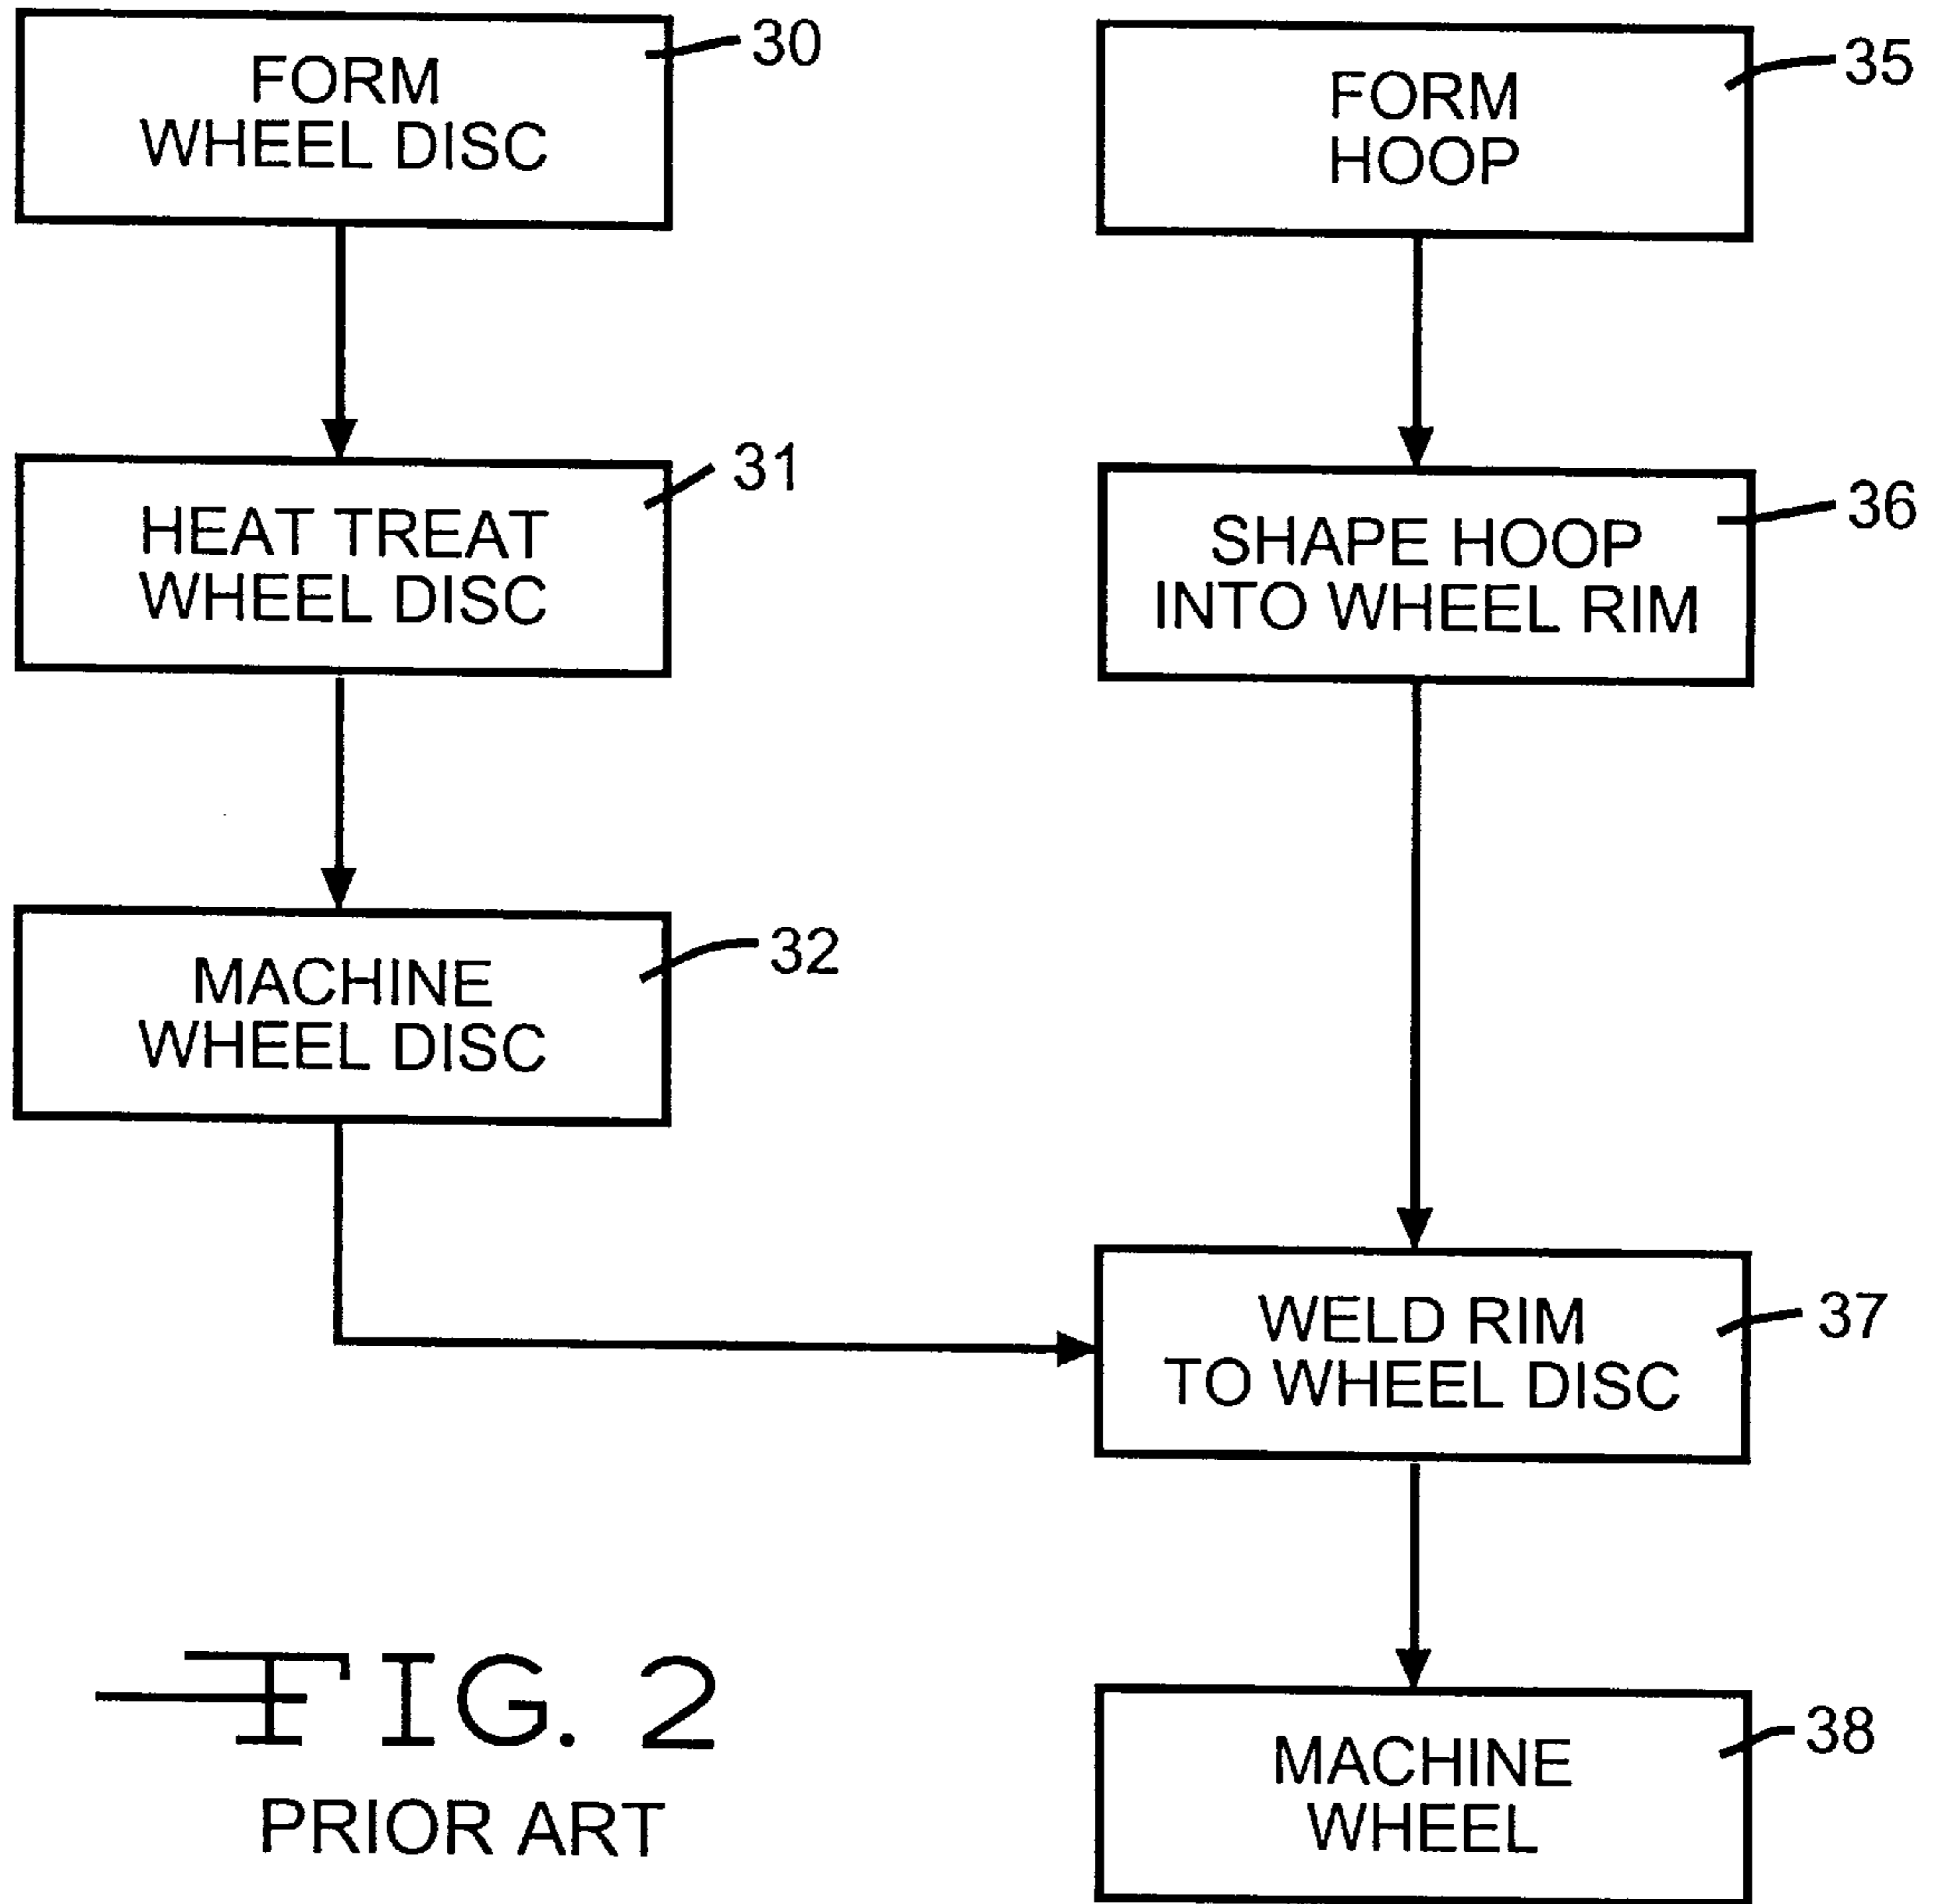 FORM
WHEEL DISC
30
HEAT TREAT
WHEEL DISC
31
MACHINE
WHEEL DISC
32
FORM
HOOP
35
SHAPE HOOP
INTO WHEEL RIM
36
WELD RIM
TO WHEEL DISC
37
MACHINE
WHEEL
38
FIG. 2
PRIOR ART